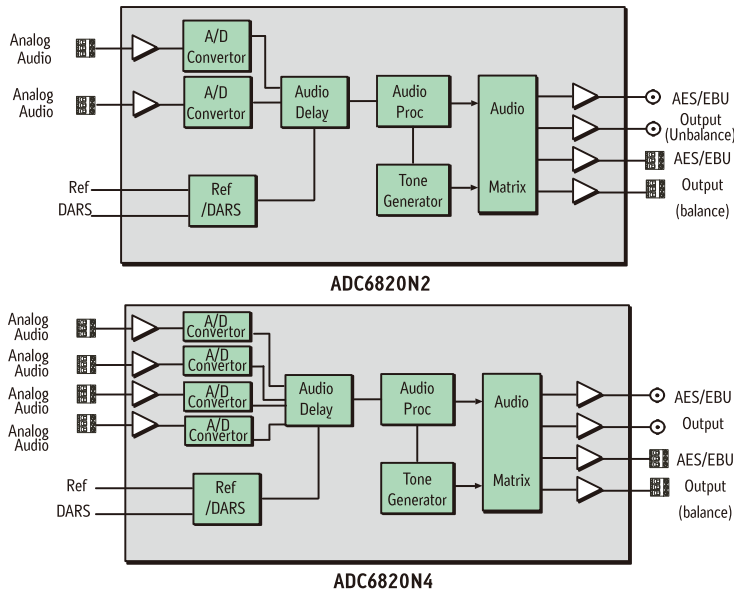 Analog
Audio
A/D
Convertor
Analog
Audio
A/D
Convertor
Audio
Delay
Audio
Proc
Audio
Matrix
AES/EBU
Output
(Unbalance)
AES/EBU
Output
(balance)
Ref
DARS
Ref
/DARS
Tone
Generator
ADC6820N2
Analog
Audio
A/D
Convertor
Analog
Audio
A/D
Convertor
Analog
Audio
A/D
Convertor
Analog
Audio
A/D
Convertor
Audio
Delay
Audio
Proc
Audio
Matrix
AES/EBU
Output
AES/EBU
Output
(balance)
Ref
DARS
Ref
/DARS
Tone
Generator
ADC6820N4